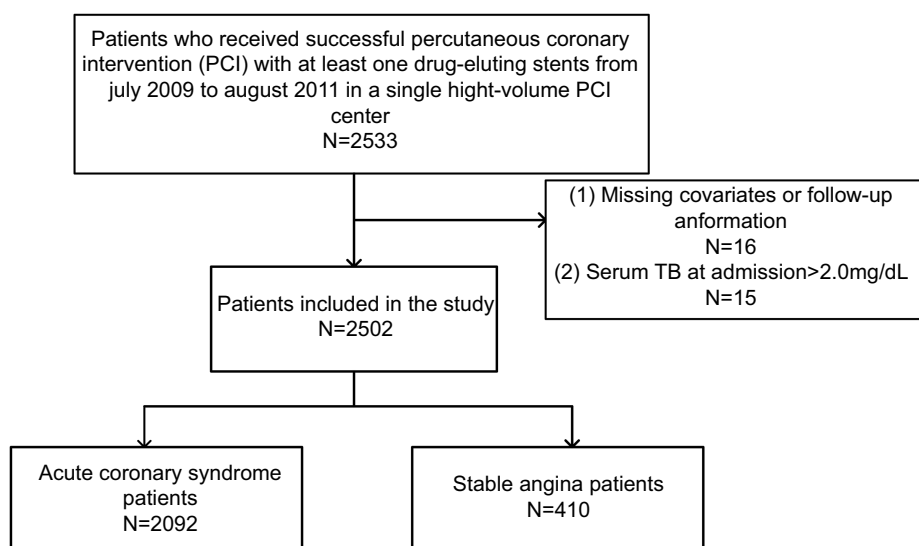 Patients who received successful percutaneous coronary
intervention (PCI) with at least one drug-eluting stents from
july 2009 to august 2011 in a single hight-volume PCI
center
N=2533
(1) Missing covariates or follow-up
anformation
N=16
(2) Serum TB at admission>2.0mg/dL
N=15
Patients included in the study
N=2502
Acute coronary syndrome
patients
N=2092
Stable angina patients
N=410